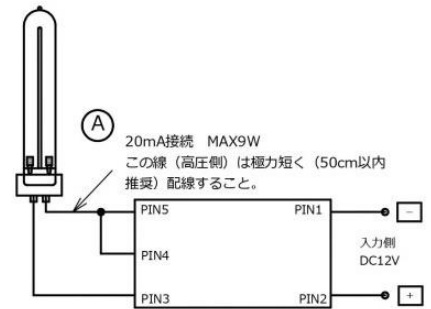 A
20mA接続 MAX9W
この線（高圧側）は極力短く（50cm以内
推奨）配線すること。
PIN5
PIN1
－
PIN4
入力側
DC12V
PIN3
PIN2
＋